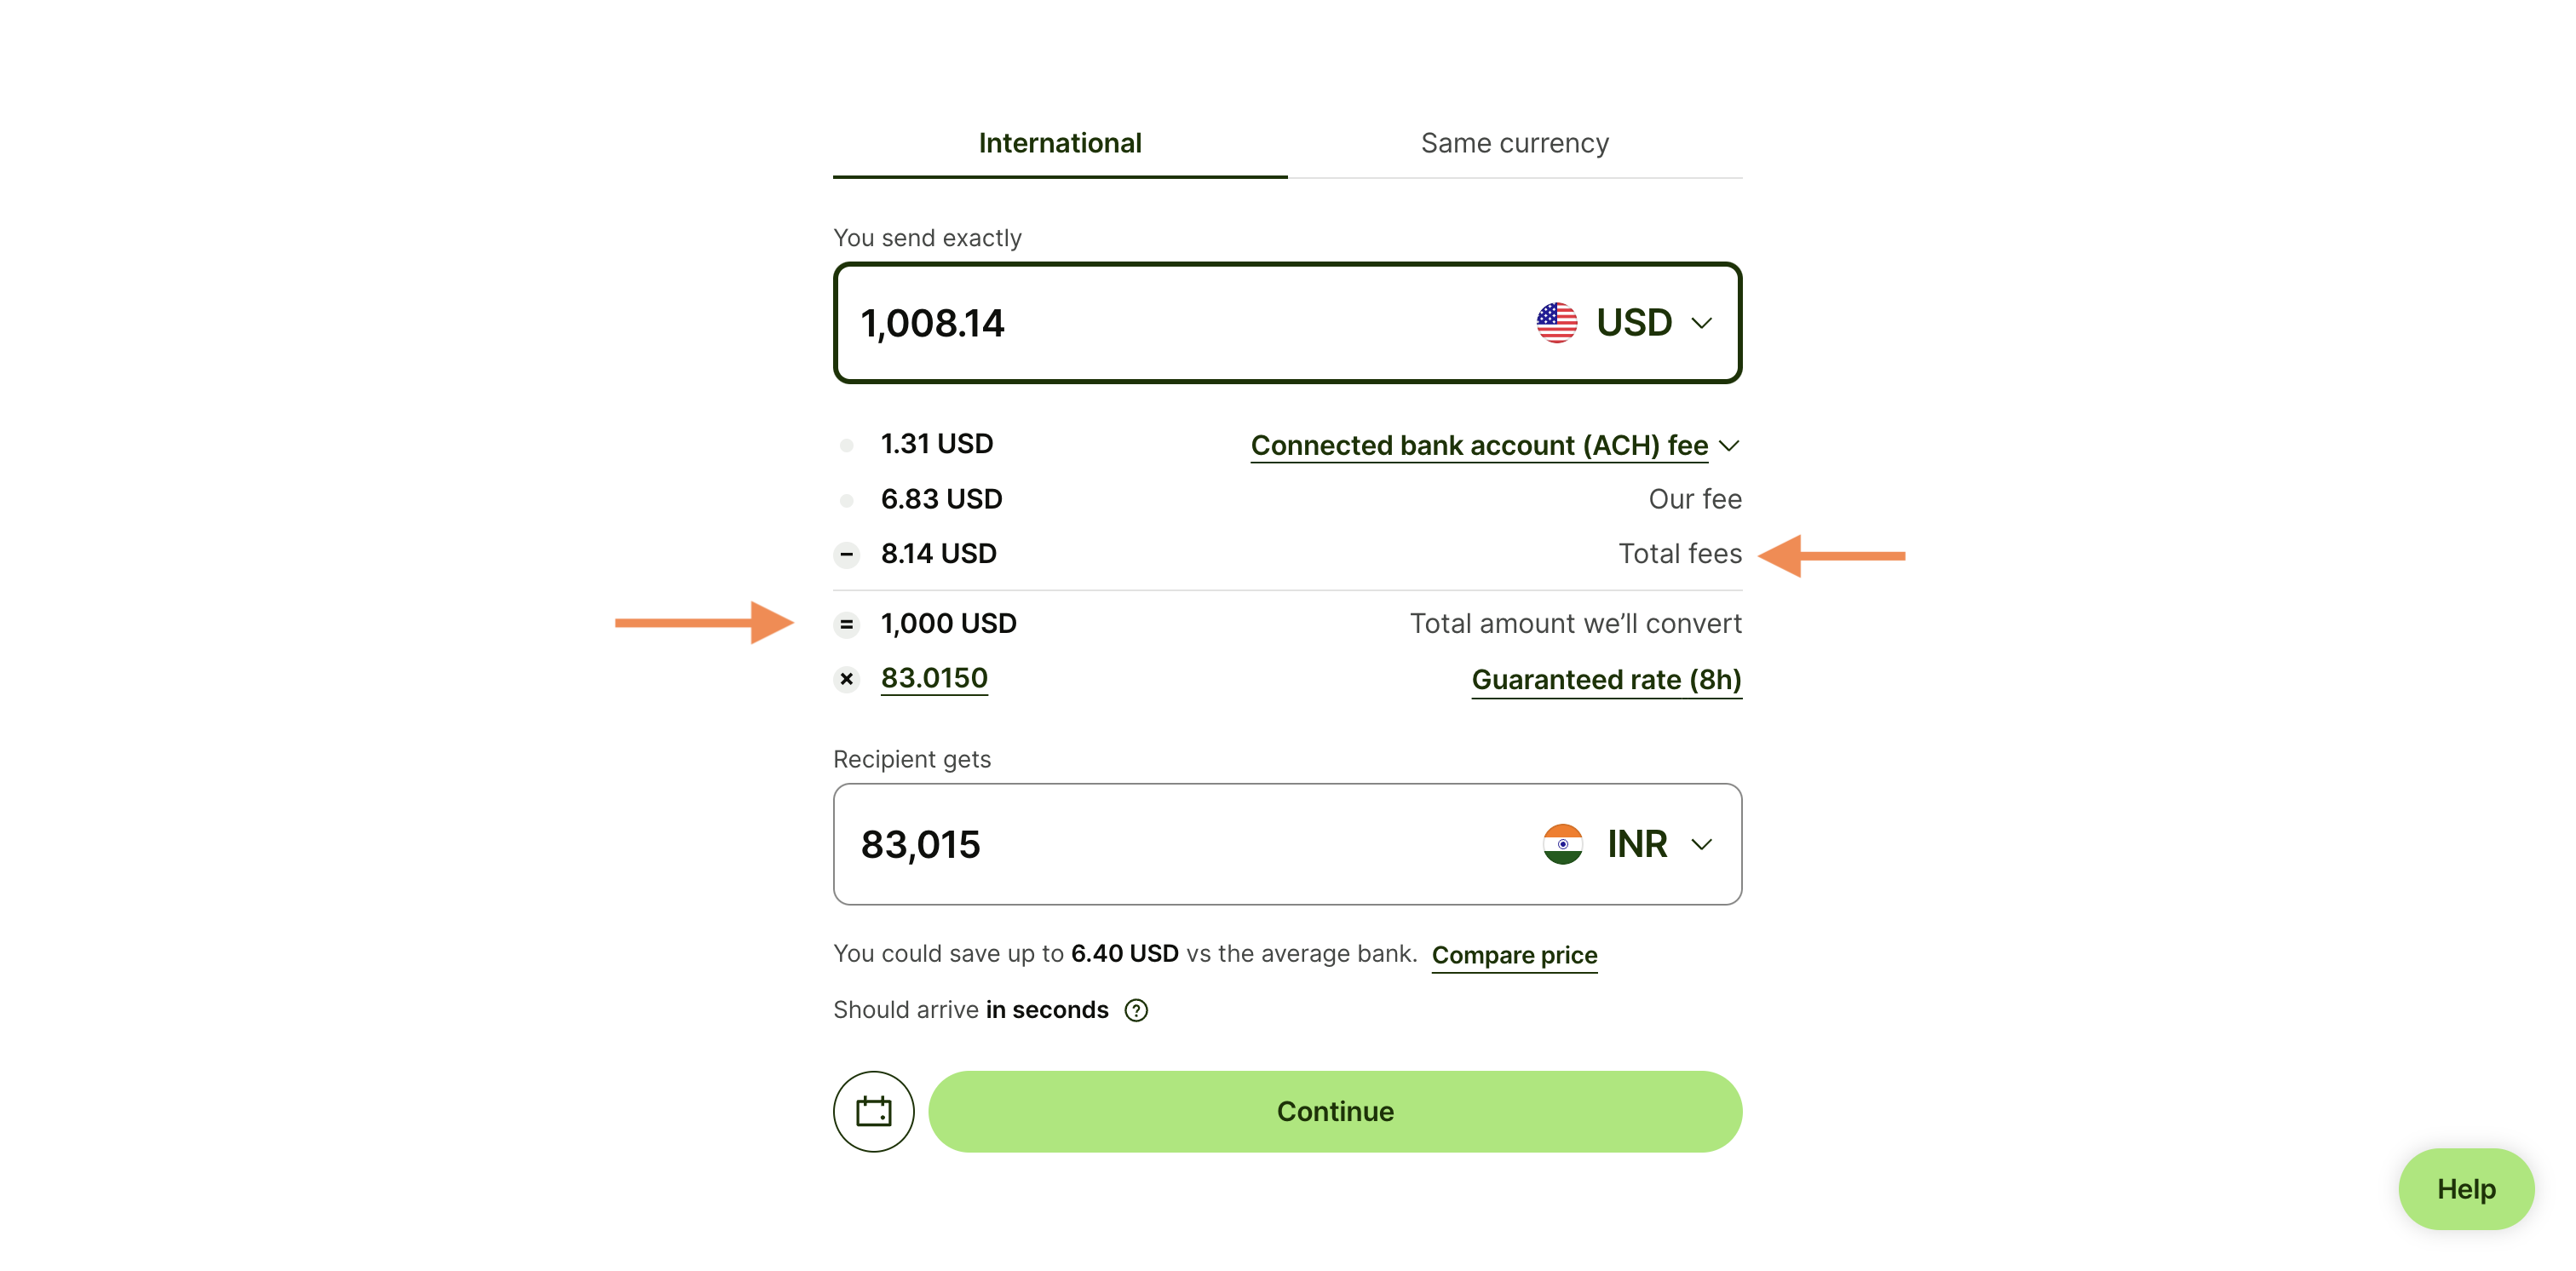 International
Same currency
You send exactly
1,008.14
USD
1.31 USD
Connected bank account (ACH) fee
6.83 USD
Our fee
− 8.14 USD
Total fees
= 1,000 USD
Total amount we’ll convert
× 83.0150
Guaranteed rate (8h)
Recipient gets
83,015
INR
You could save up to 6.40 USD vs the average bank. Compare price
Should arrive in seconds ?
Continue
Help